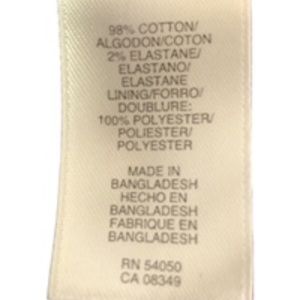 98% COTTON/
ALGODON/COTON
2% ELASTANE/
ELASTANO/
ELASTANE
LINING/FORRO/
DOUBLURE:
100% POLYESTER/
POLIESTER/
POLYESTER
MADE IN
BANGLADESH
HECHO EN
BANGLADESH
FABRIQUE EN
BANGLADESH
RN 54050
CA 08349